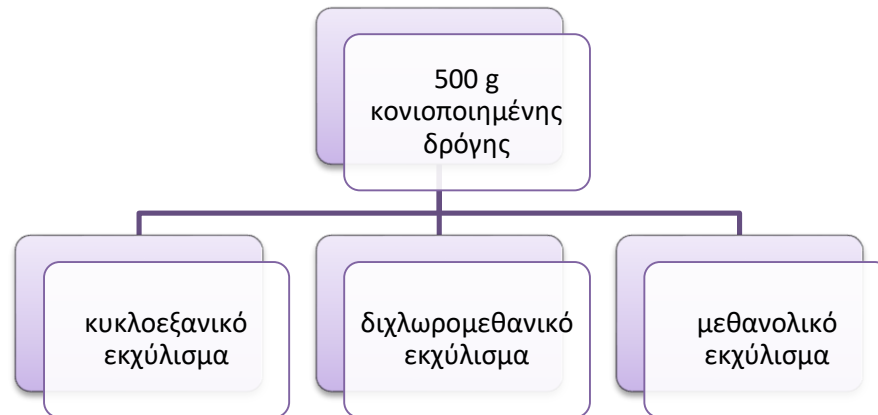 500 g
κονιοποιημένης
δρόγης
κυκλοεξανικό
εκχύλισμα
διχλωρομεθανικό
εκχύλισμα
μεθανολικό
εκχύλισμα